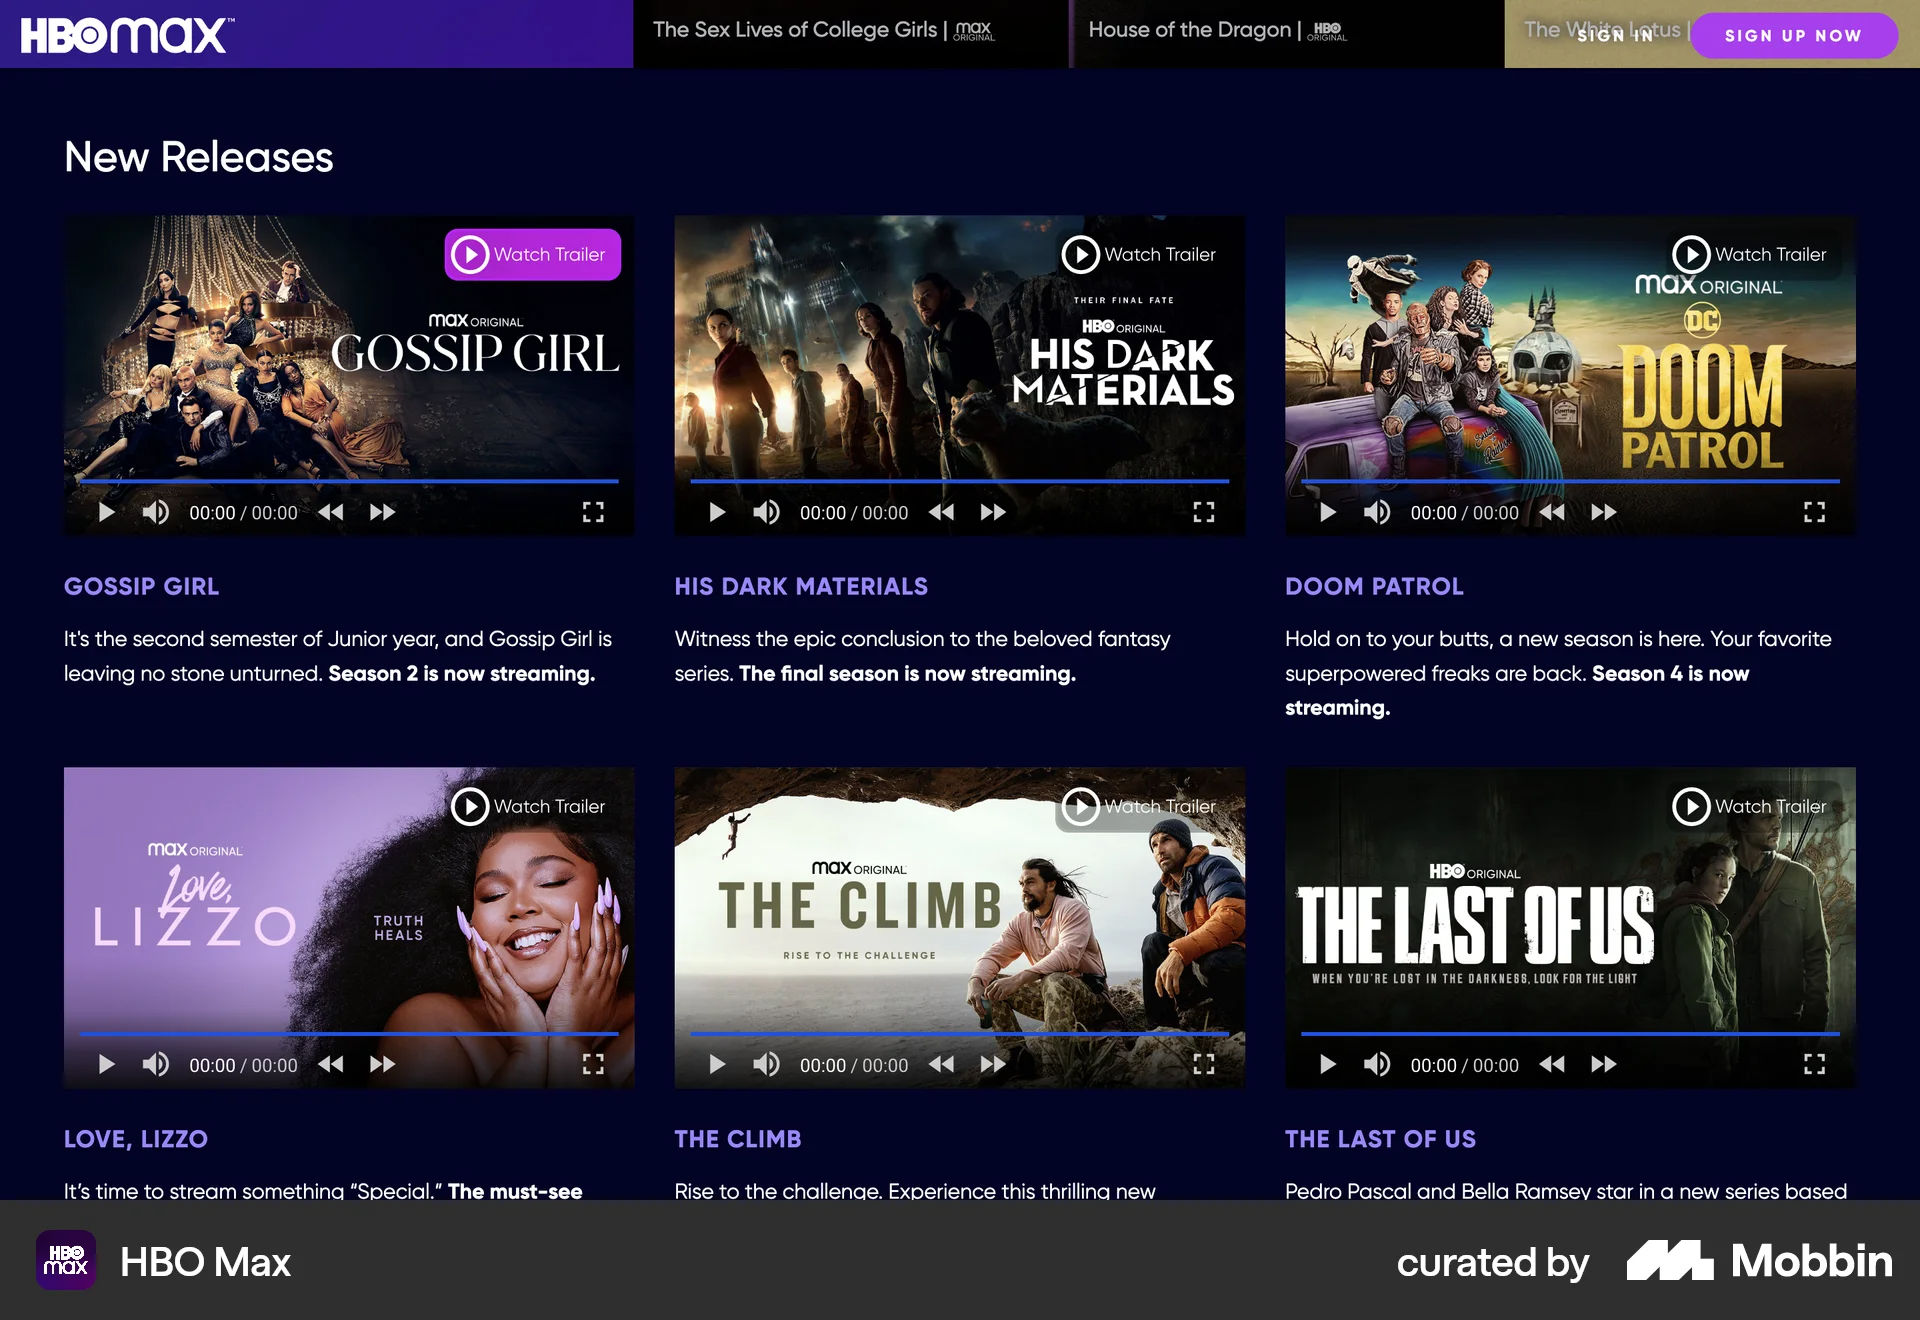 HBOmax™
The Sex Lives of College Girls | max ORIGINAL
House of the Dragon | HBO ORIGINAL
The White Lotus |
SIGN IN
SIGN UP NOW
New Releases
Watch Trailer
max ORIGINAL
GOSSIP GIRL
00:00 / 00:00
Watch Trailer
THEIR FINAL FATE
HBO ORIGINAL
HIS DARK
MATERIALS
00:00 / 00:00
Watch Trailer
max ORIGINAL
DC
DOOM
PATROL
00:00 / 00:00
GOSSIP GIRL
It's the second semester of Junior year, and Gossip Girl is
leaving no stone unturned. Season 2 is now streaming.
HIS DARK MATERIALS
Witness the epic conclusion to the beloved fantasy
series. The final season is now streaming.
DOOM PATROL
Hold on to your butts, a new season is here. Your favorite
superpowered freaks are back. Season 4 is now
streaming.
Watch Trailer
max ORIGINAL
Love,
LIZZO
TRUTH
HEALS
00:00 / 00:00
Watch Trailer
max ORIGINAL
THE CLIMB
RISE TO THE CHALLENGE
00:00 / 00:00
Watch Trailer
HBO ORIGINAL
THE LAST OF US
WHEN YOU'RE LOST IN THE DARKNESS, LOOK FOR THE LIGHT
00:00 / 00:00
LOVE, LIZZO
It’s time to stream something “Special.” The must-see
THE CLIMB
Rise to the challenge. Experience this thrilling new
THE LAST OF US
Pedro Pascal and Bella Ramsey star in a new series based
HBO max
HBO Max
curated by
Mobbin